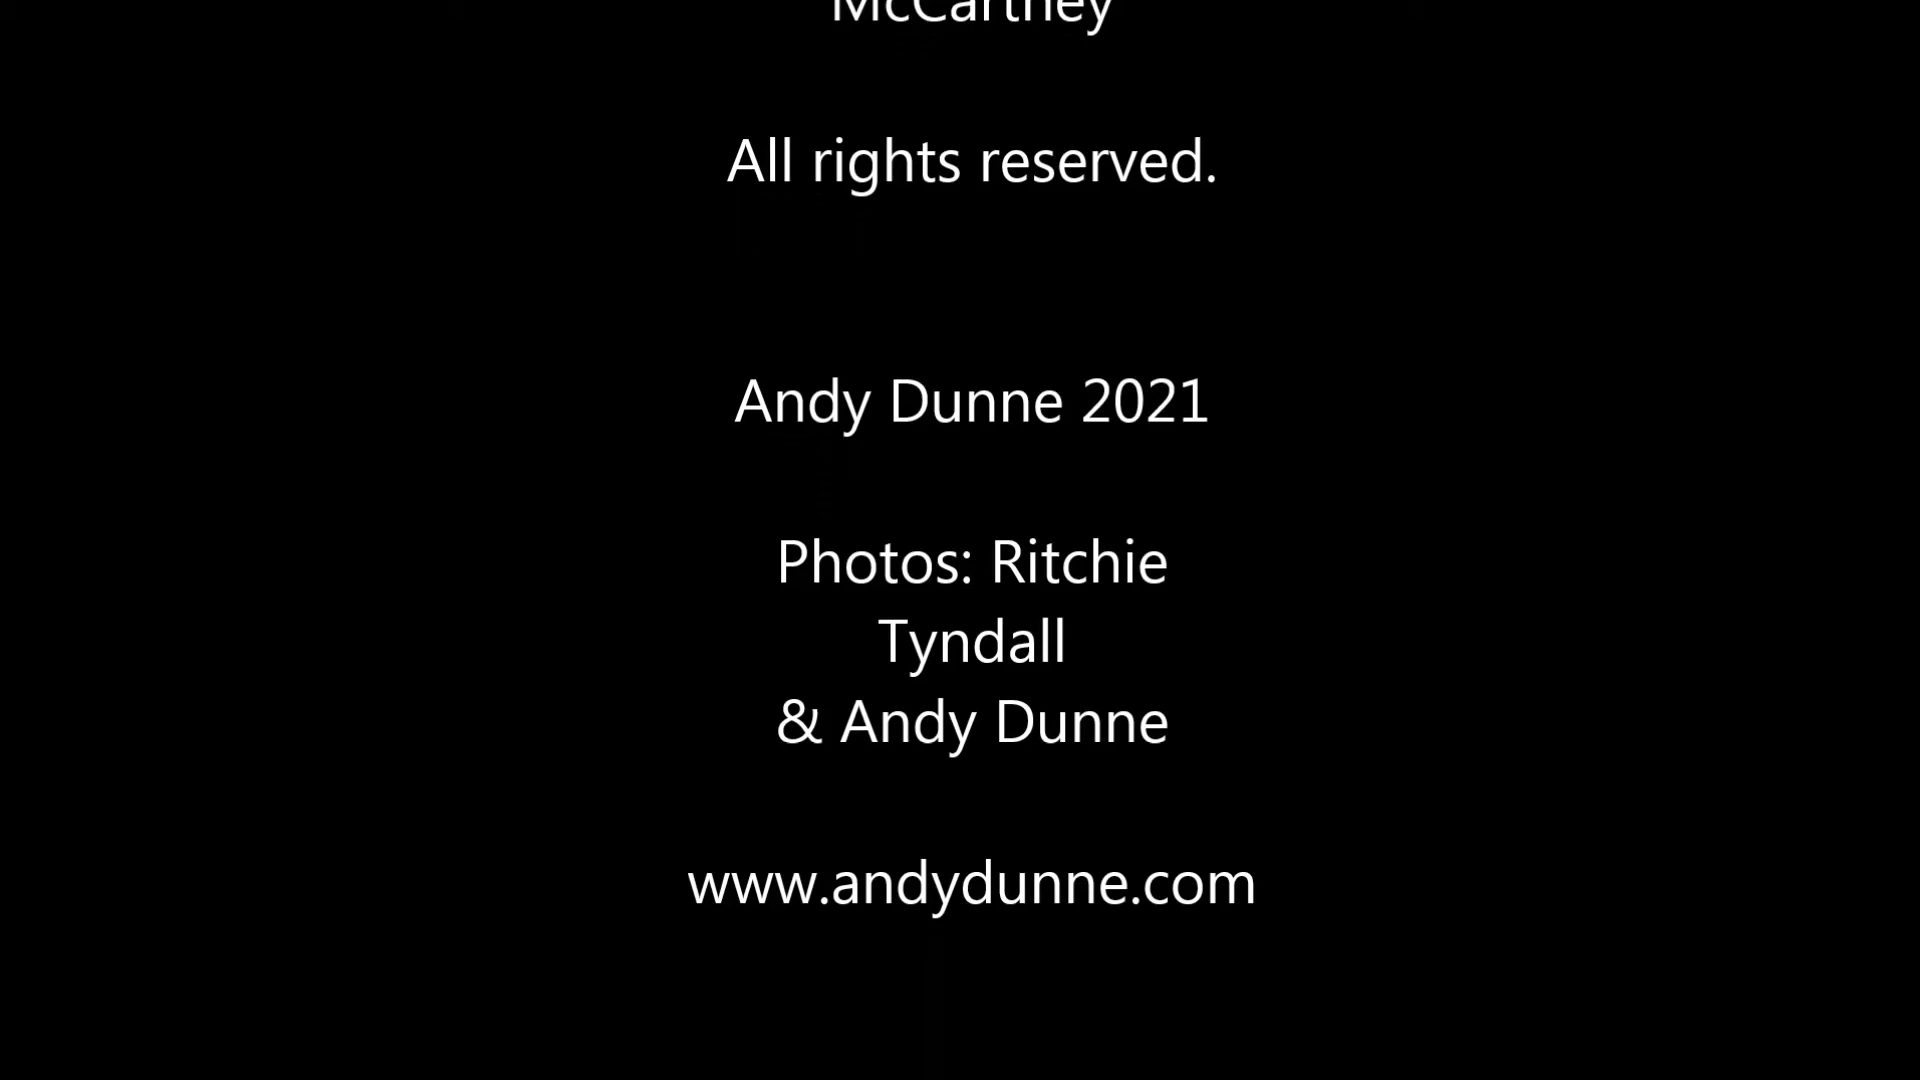 McCartney
All rights reserved.
Andy Dunne 2021
Photos: Ritchie
Tyndall
& Andy Dunne
www.andydunne.com